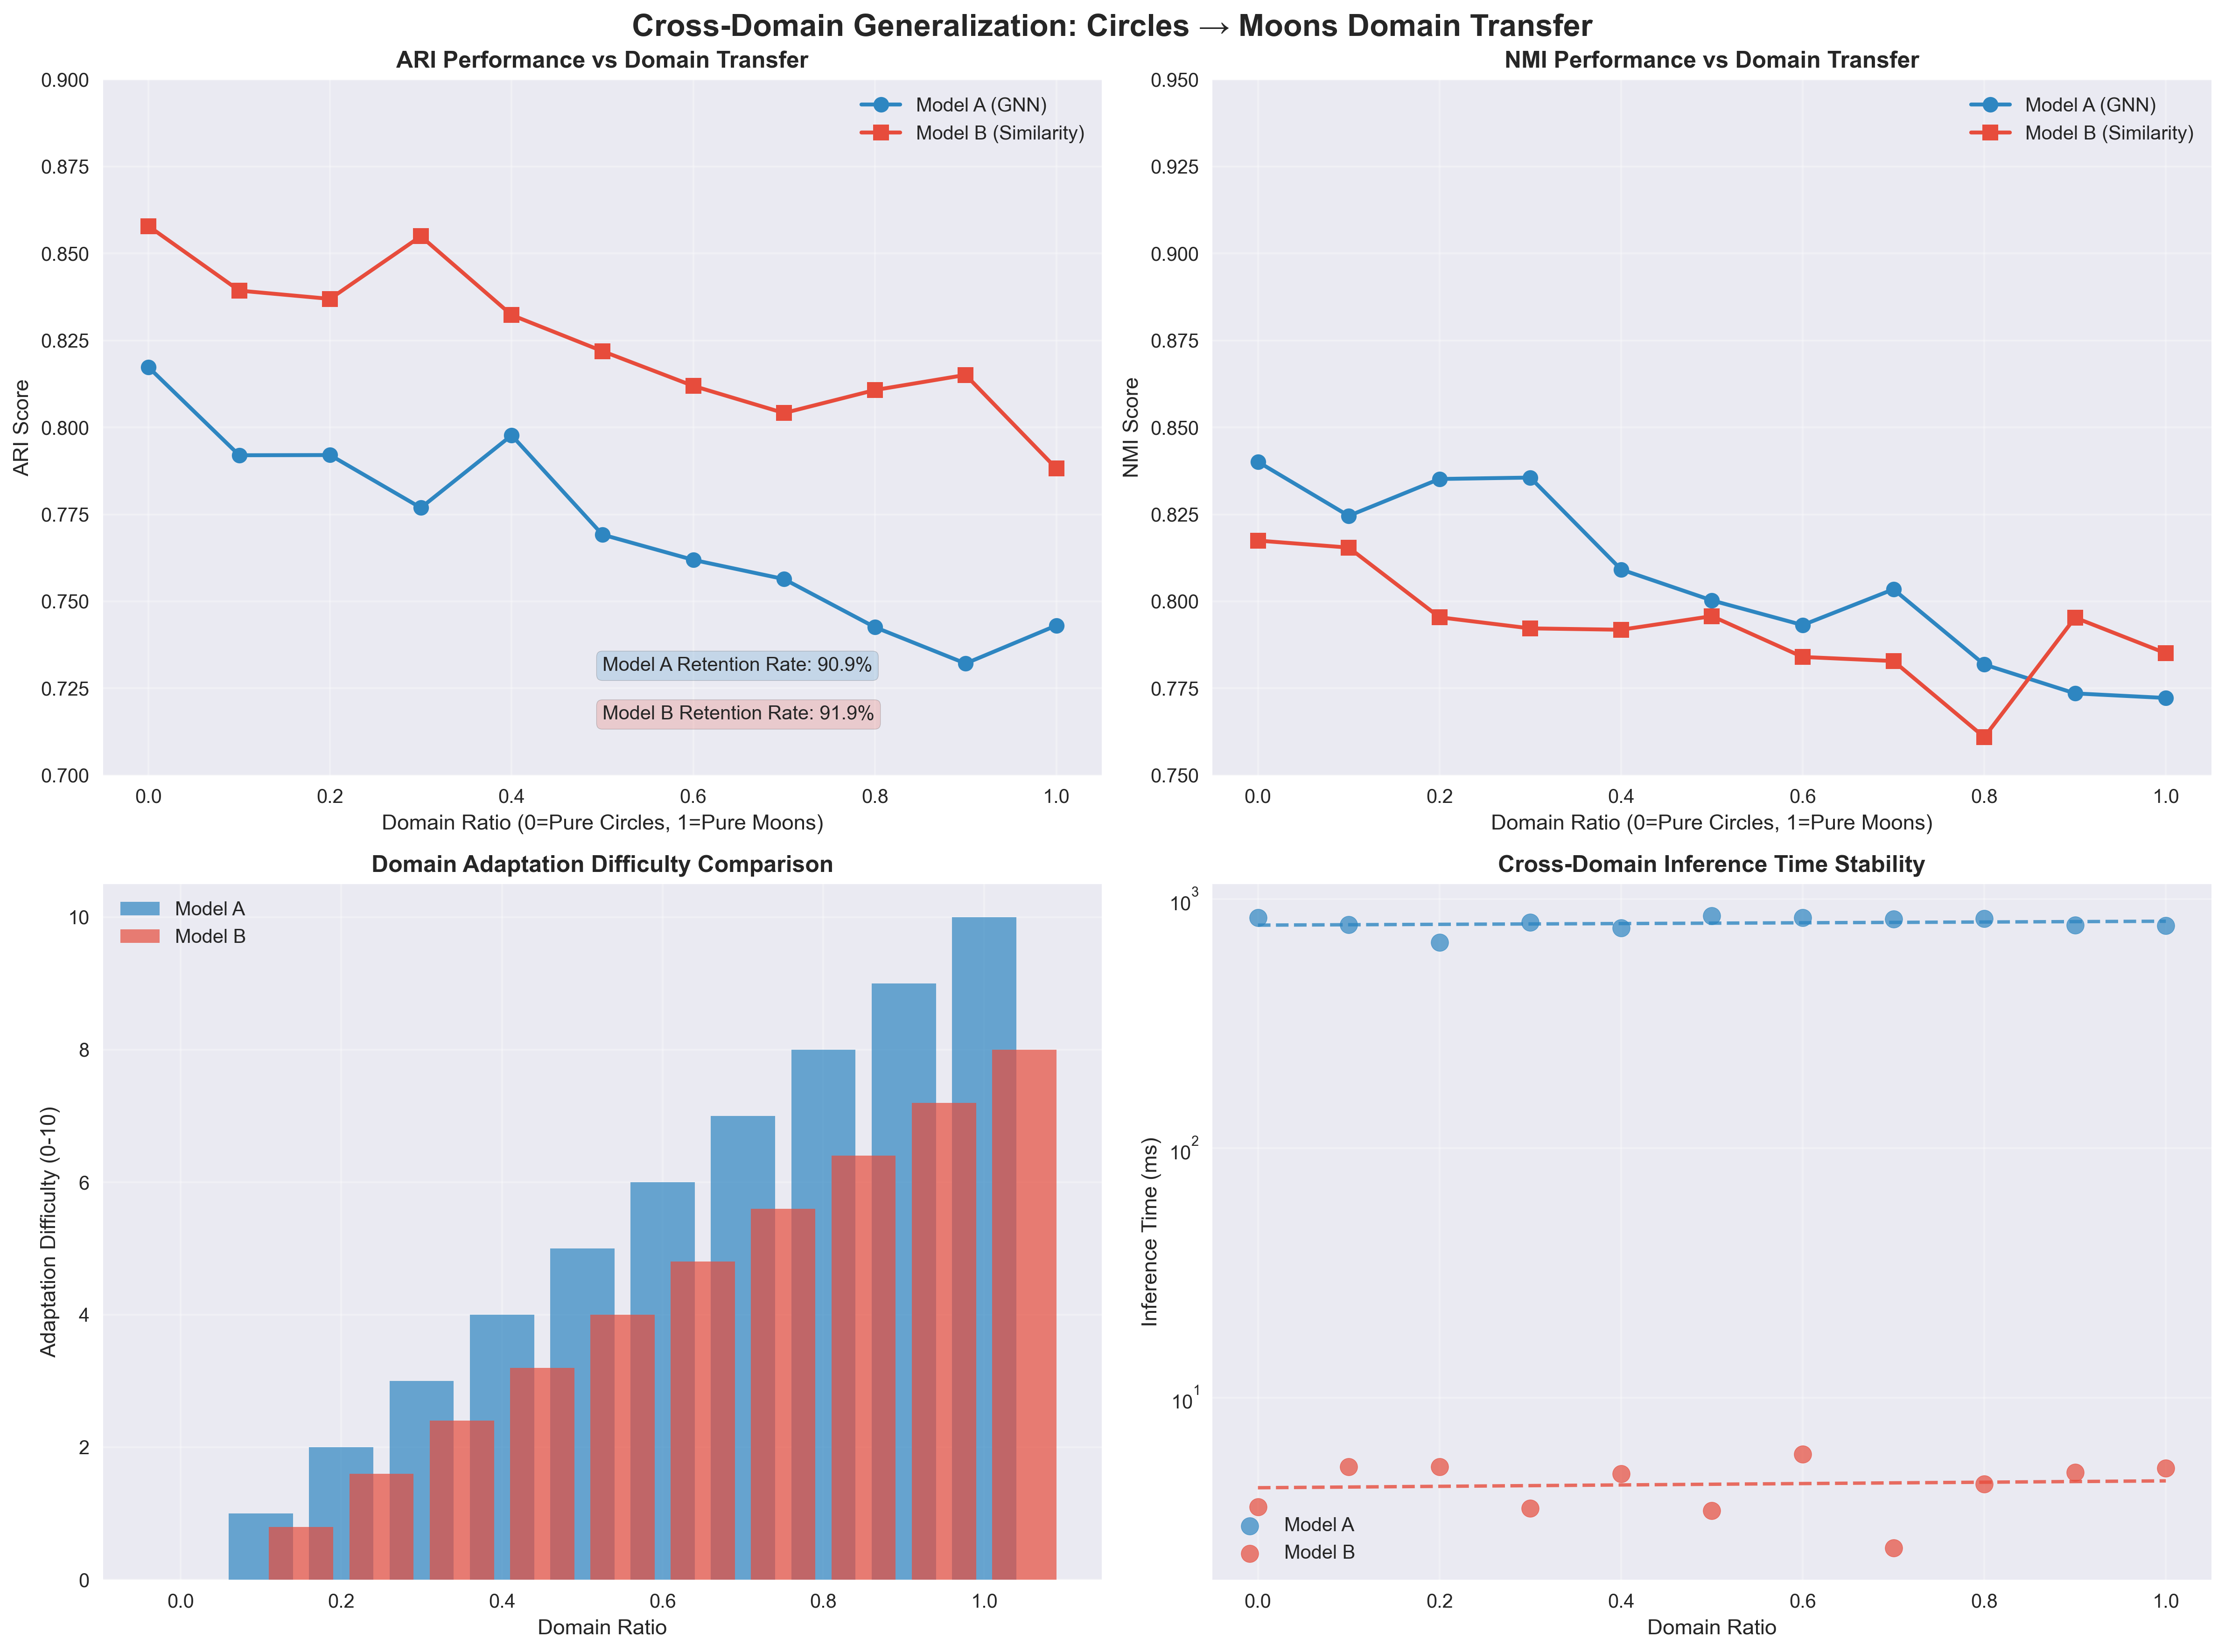 Cross-Domain Generalization: Circles → Moons Domain Transfer
ARI Performance vs Domain Transfer
0.900
0.875
0.850
0.825
0.800
0.775
0.750
0.725
0.700
ARI Score
Model A (GNN)
Model B (Similarity)
Model A Retention Rate: 90.9%
Model B Retention Rate: 91.9%
0.0 0.2 0.4 0.6 0.8 1.0
Domain Ratio (0=Pure Circles, 1=Pure Moons)
NMI Performance vs Domain Transfer
0.950
0.925
0.900
0.875
0.850
0.825
0.800
0.775
0.750
NMI Score
Model A (GNN)
Model B (Similarity)
0.0 0.2 0.4 0.6 0.8 1.0
Domain Ratio (0=Pure Circles, 1=Pure Moons)
Domain Adaptation Difficulty Comparison
10
8
6
4
2
0
Adaptation Difficulty (0-10)
Model A
Model B
0.0 0.2 0.4 0.6 0.8 1.0
Domain Ratio
Cross-Domain Inference Time Stability
10³
10²
10¹
Inference Time (ms)
Model A
Model B
0.0 0.2 0.4 0.6 0.8 1.0
Domain Ratio